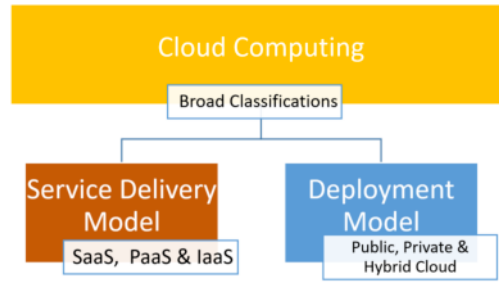 Cloud Computing
Broad Classifications
Service Delivery
Model
SaaS, PaaS & IaaS
Deployment
Model
Public, Private &
Hybrid Cloud